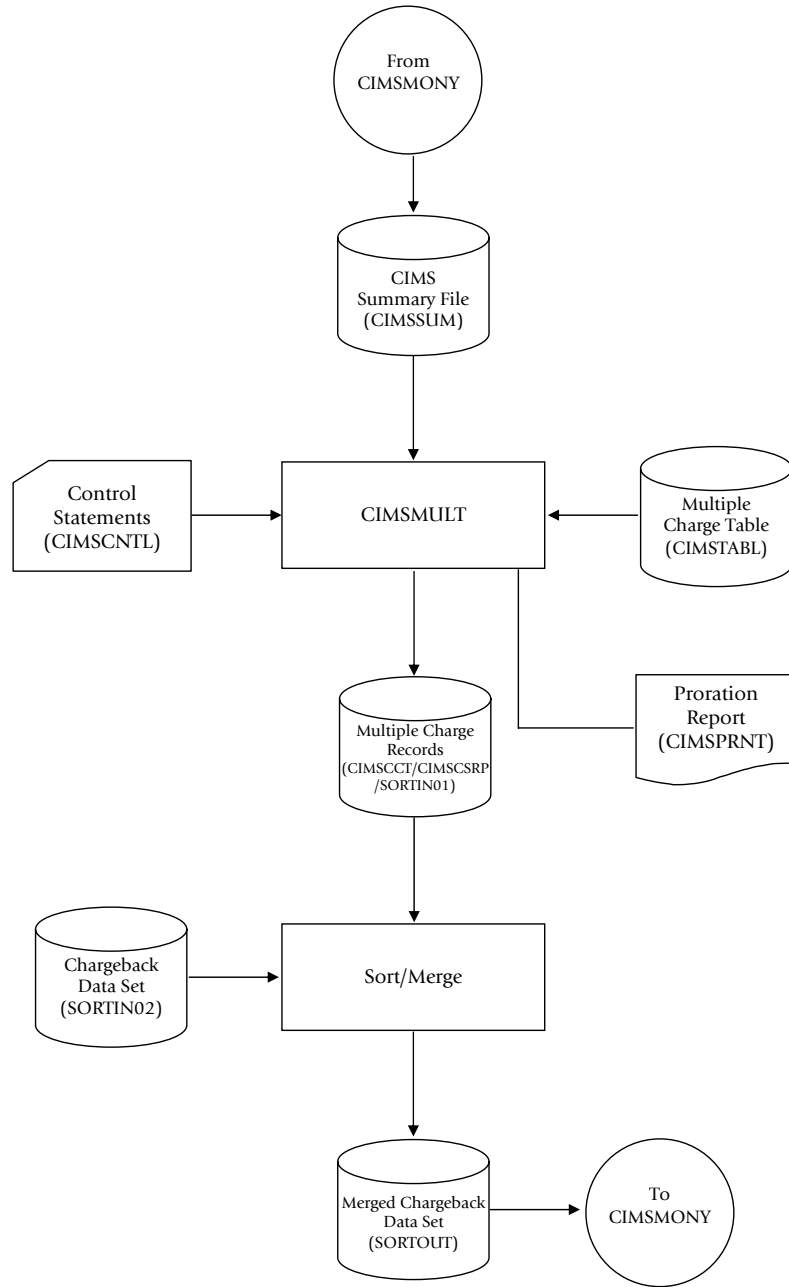 From
CIMSMONY
CIMS
Summary File
(CIMSSUM)
Control
Statements
(CIMSCNTL)
CIMSMULT
Multiple
Charge Table
(CIMSTABL)
Multiple Charge
Records
(CIMSCCT/CIMSCSRP
/SORTIN01)
Proration
Report
(CIMSPRNT)
Chargeback
Data Set
(SORTIN02)
Sort/Merge
Merged Chargeback
Data Set
(SORTOUT)
To
CIMSMONY